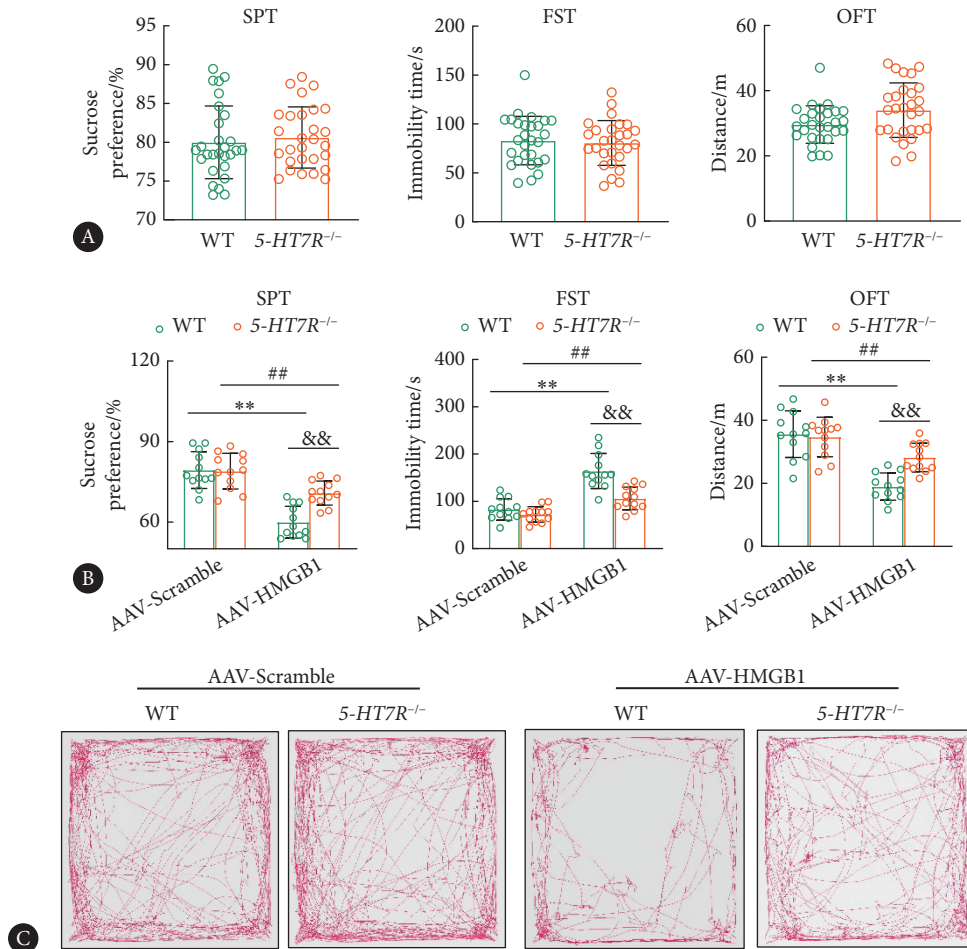 SPT
FST
OFT
Sucrose
preference/%
95
90
85
80
75
70
WT
5-HT7R−/−
Immobility time/s
200
150
100
50
0
WT
5-HT7R−/−
Distance/m
60
40
20
0
WT
5-HT7R−/−
A
SPT
FST
OFT
WT 5-HT7R−/−
WT 5-HT7R−/−
WT 5-HT7R−/−
Sucrose
preference/%
120
90
60
##
**
&&
AAV-Scramble
AAV-HMGB1
Immobility time/s
400
300
200
100
0
##
**
&&
AAV-Scramble
AAV-HMGB1
Distance/m
60
40
20
0
##
**
&&
AAV-Scramble
AAV-HMGB1
B
AAV-Scramble
AAV-HMGB1
WT
5-HT7R−/−
WT
5-HT7R−/−
C